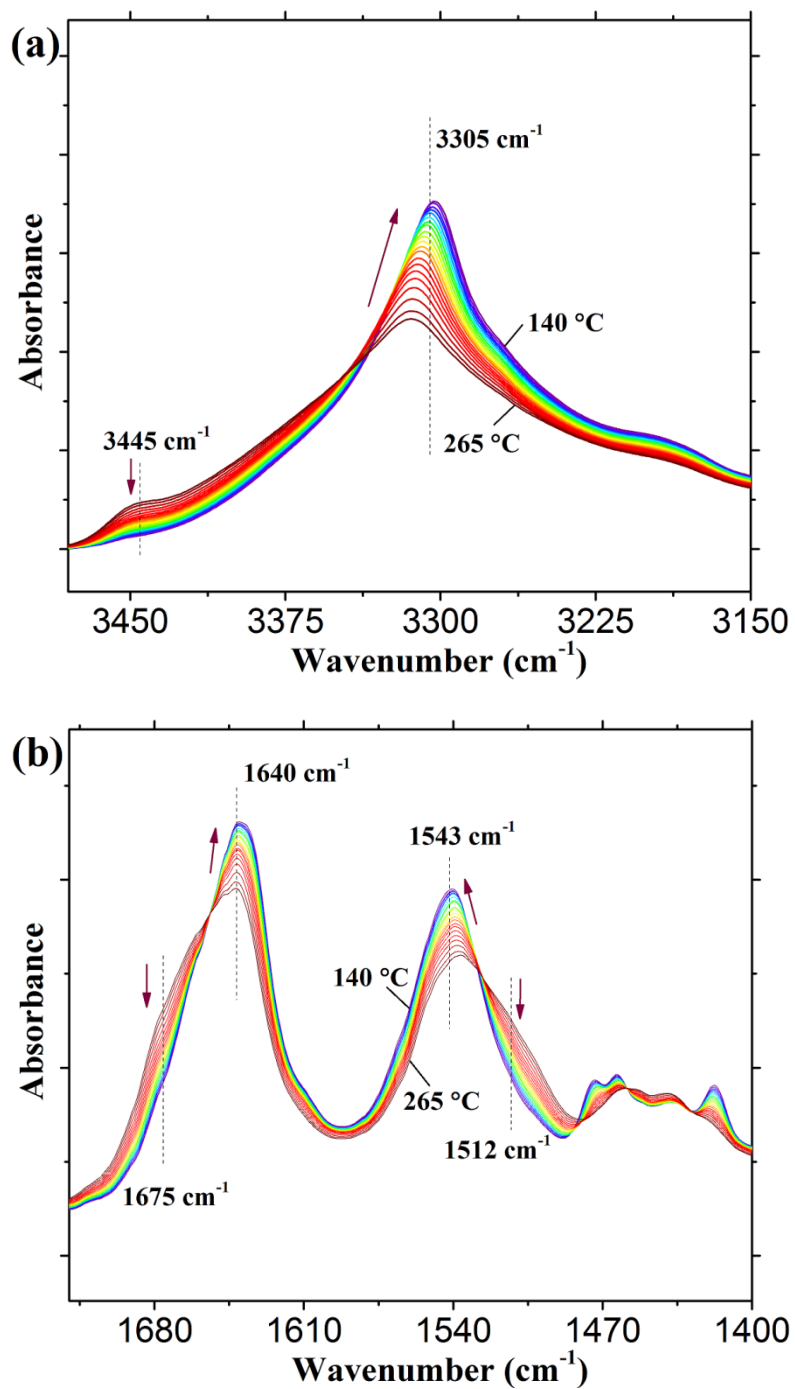 (a)
3305 cm-1
140 °C
3445 cm-1
265 °C
Absorbance
3450 3375 3300 3225 3150
Wavenumber (cm-1)
(b)
1640 cm-1
1543 cm-1
140 °C
265 °C
1512 cm-1
1675 cm-1
Absorbance
1680 1610 1540 1470 1400
Wavenumber (cm-1)